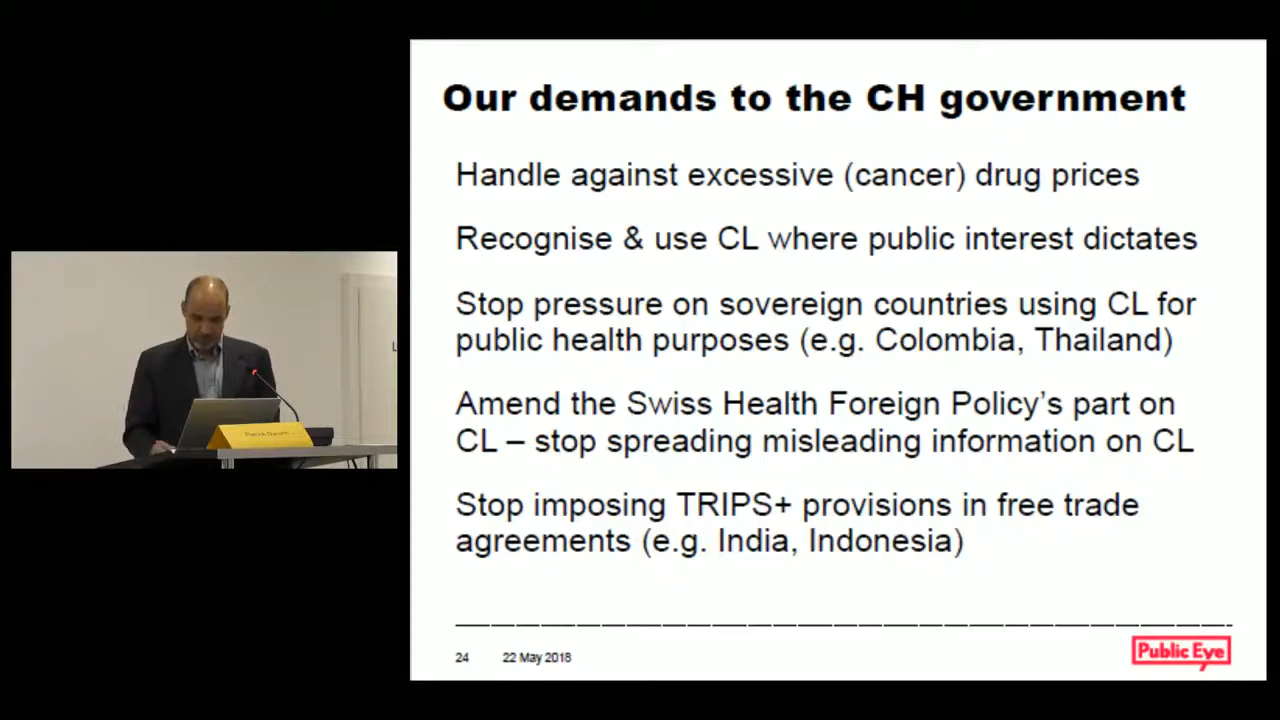 Our demands to the CH government
Handle against excessive (cancer) drug prices
Recognise & use CL where public interest dictates
Stop pressure on sovereign countries using CL for
public health purposes (e.g. Colombia, Thailand)
Amend the Swiss Health Foreign Policy's part on
CL – stop spreading misleading information on CL
Stop imposing TRIPS+ provisions in free trade
agreements (e.g. India, Indonesia)
24 22 May 2018
Public Eye